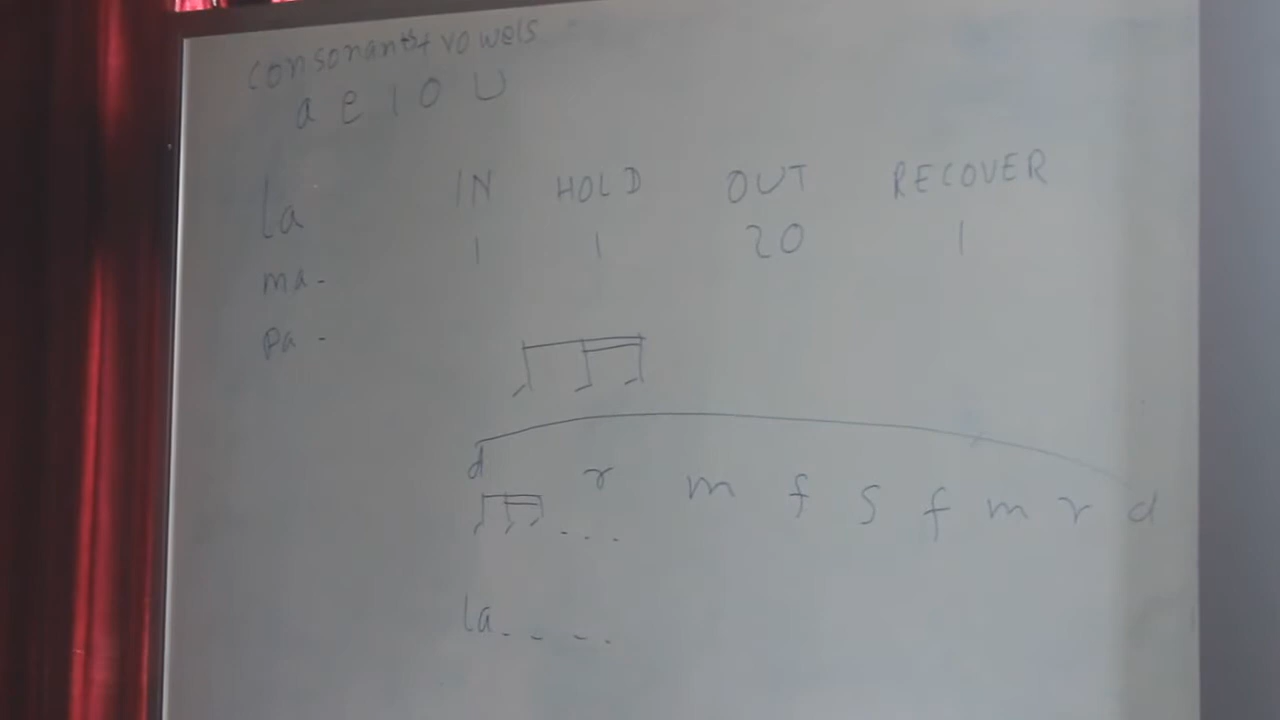 consonants+vowels
a e i o U
la IN HOLD OUT RECOVER
1 1 20 1
ma -
pa -
d r m f s f m r d
. . .
la - - - .